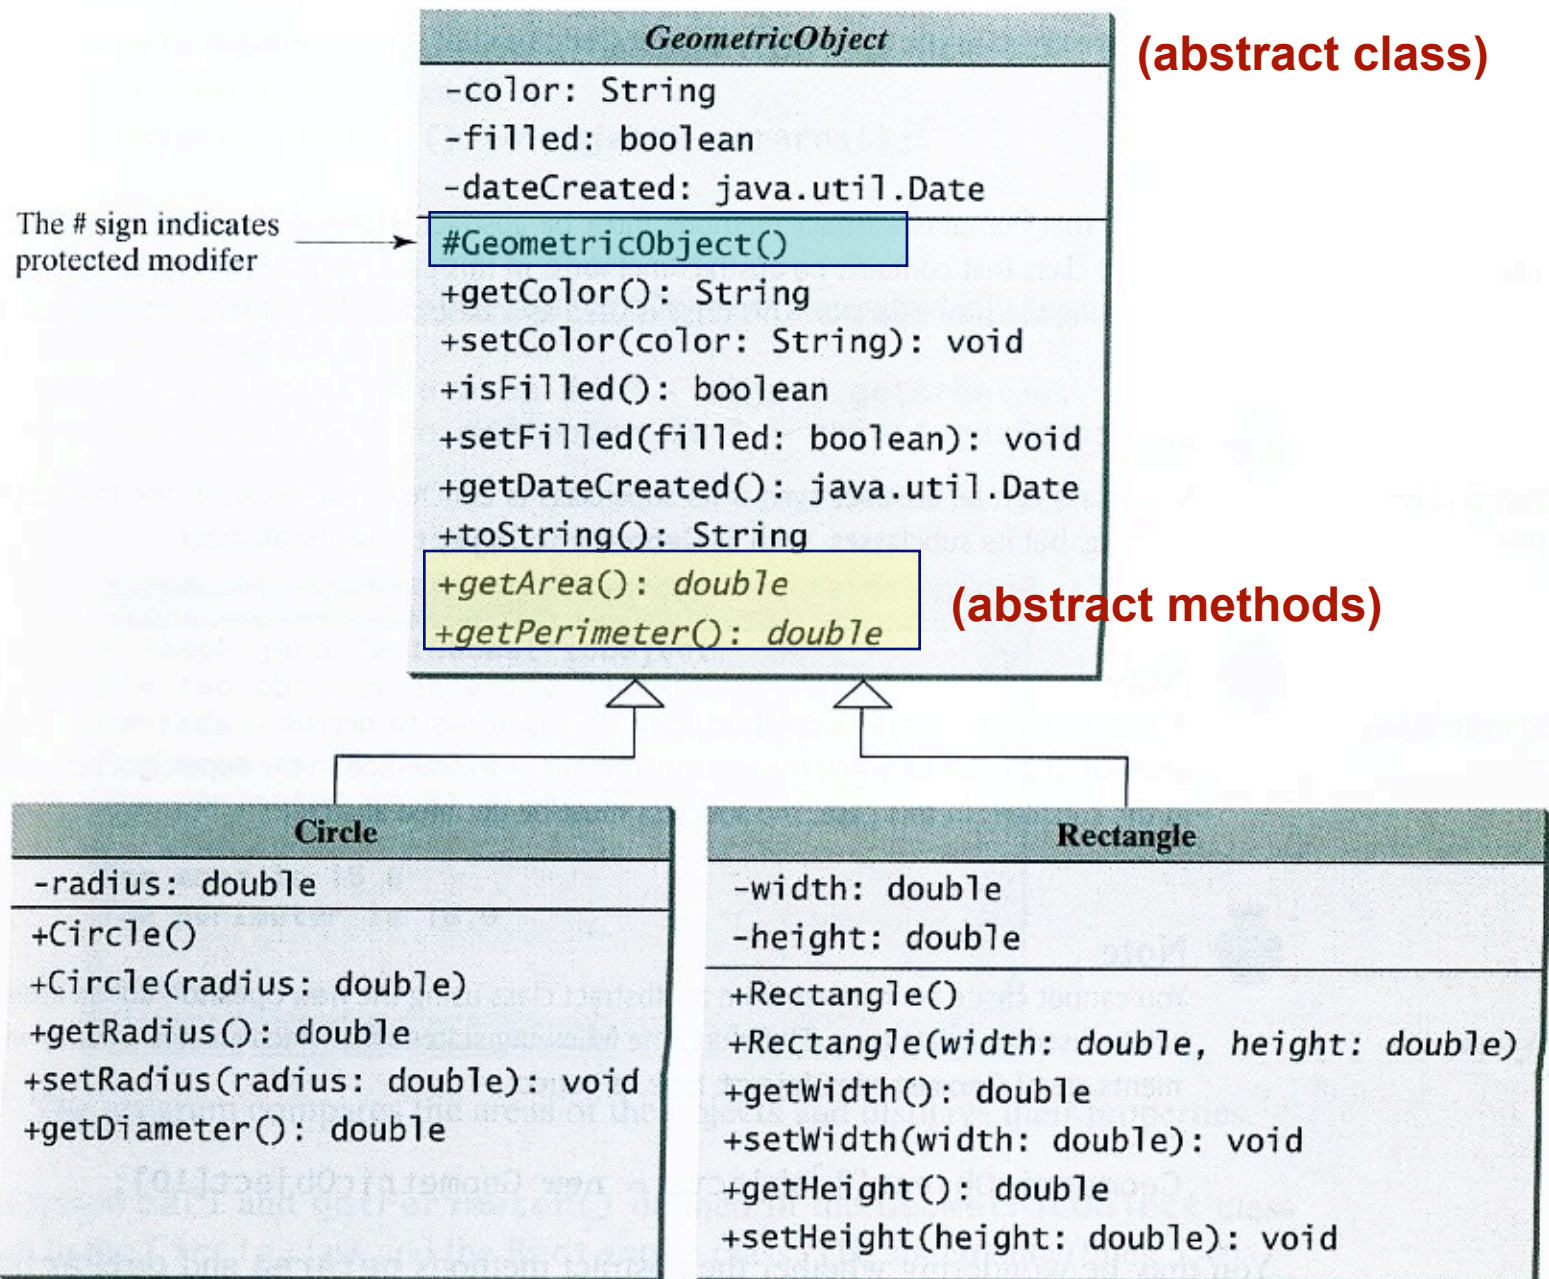 GeometricObject
(abstract class)
-color: String
-filled: boolean
-dateCreated: java.util.Date
The # sign indicates
protected modifer
#GeometricObject()
+getColor(): String
+setColor(color: String): void
+isFilled(): boolean
+setFilled(filled: boolean): void
+getDateCreated(): java.util.Date
+toString(): String
+getArea(): double
+getPerimeter(): double
(abstract methods)
Circle
-radius: double
+Circle()
+Circle(radius: double)
+getRadius(): double
+setRadius(radius: double): void
+getDiameter(): double
Rectangle
-width: double
-height: double
+Rectangle()
+Rectangle(width: double, height: double)
+getWidth(): double
+setWidth(width: double): void
+getHeight(): double
+setHeight(height: double): void